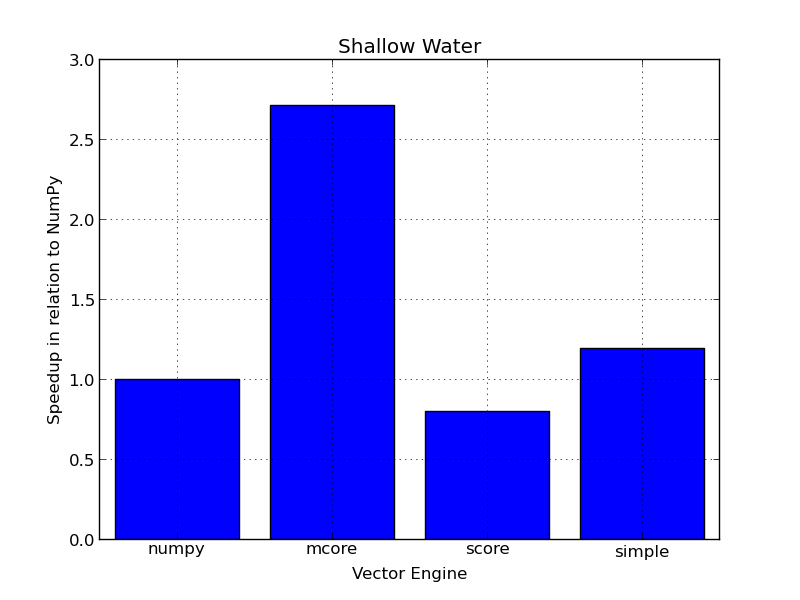 Shallow Water
3.0
2.5
2.0
1.5
1.0
0.5
0.0
Speedup in relation to NumPy
numpy mcore score simple
Vector Engine